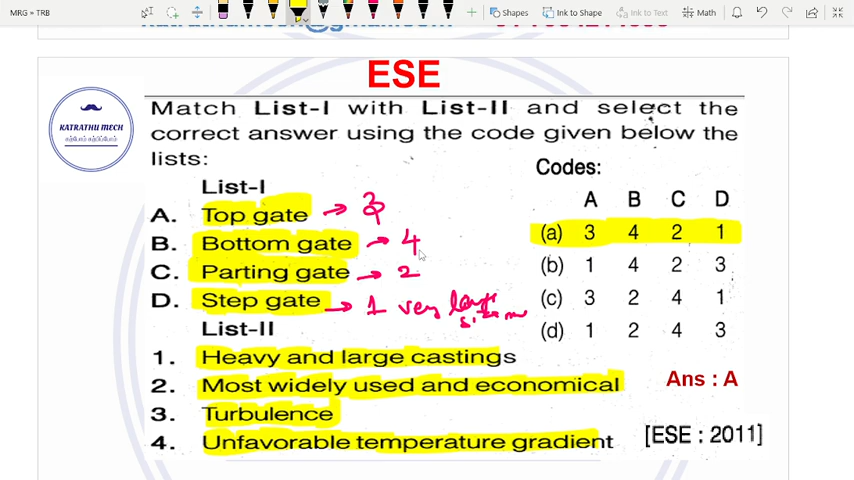 MRG = TRB
Shapes
Ink to Shape
Ink to Text
Math
ESE
KATRATHU MECH
கற்போம் கற்பிப்போம்
Match List-I with List-II and select the
correct answer using the code given below the
lists:
List-I
A. Top gate → 3
B. Bottom gate → 4
C. Parting gate → 2
D. Step gate → 1 very large
List-II
1. Heavy and large castings
2. Most widely used and economical
3. Turbulence
4. Unfavorable temperature gradient
Codes:
A B C D
(a) 3 4 2 1
(b) 1 4 2 3
(c) 3 2 4 1
(d) 1 2 4 3
Ans : A
[ESE : 2011]